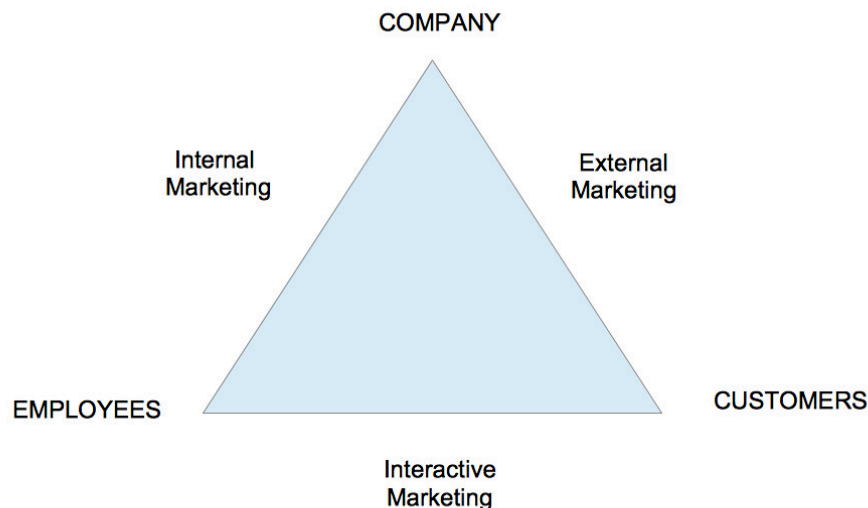 COMPANY
Internal
Marketing
External
Marketing
EMPLOYEES
CUSTOMERS
Interactive
Marketing